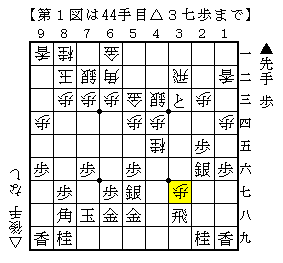 【第１図は44手目△３七歩まで】
９ ８ ７ ６ ５ ４ ３ ２ １
香 桂 金 一
玉 銀 角 飛 香 二
歩 歩 歩 金 銀 と 歩 三
歩 歩 歩 歩 四
桂 歩 五
歩 歩 歩 銀 歩 六
歩 歩 銀 歩 七
角 玉 金 金 飛 八
香 桂 桂 香 九
▲先手 歩
△後手 なし